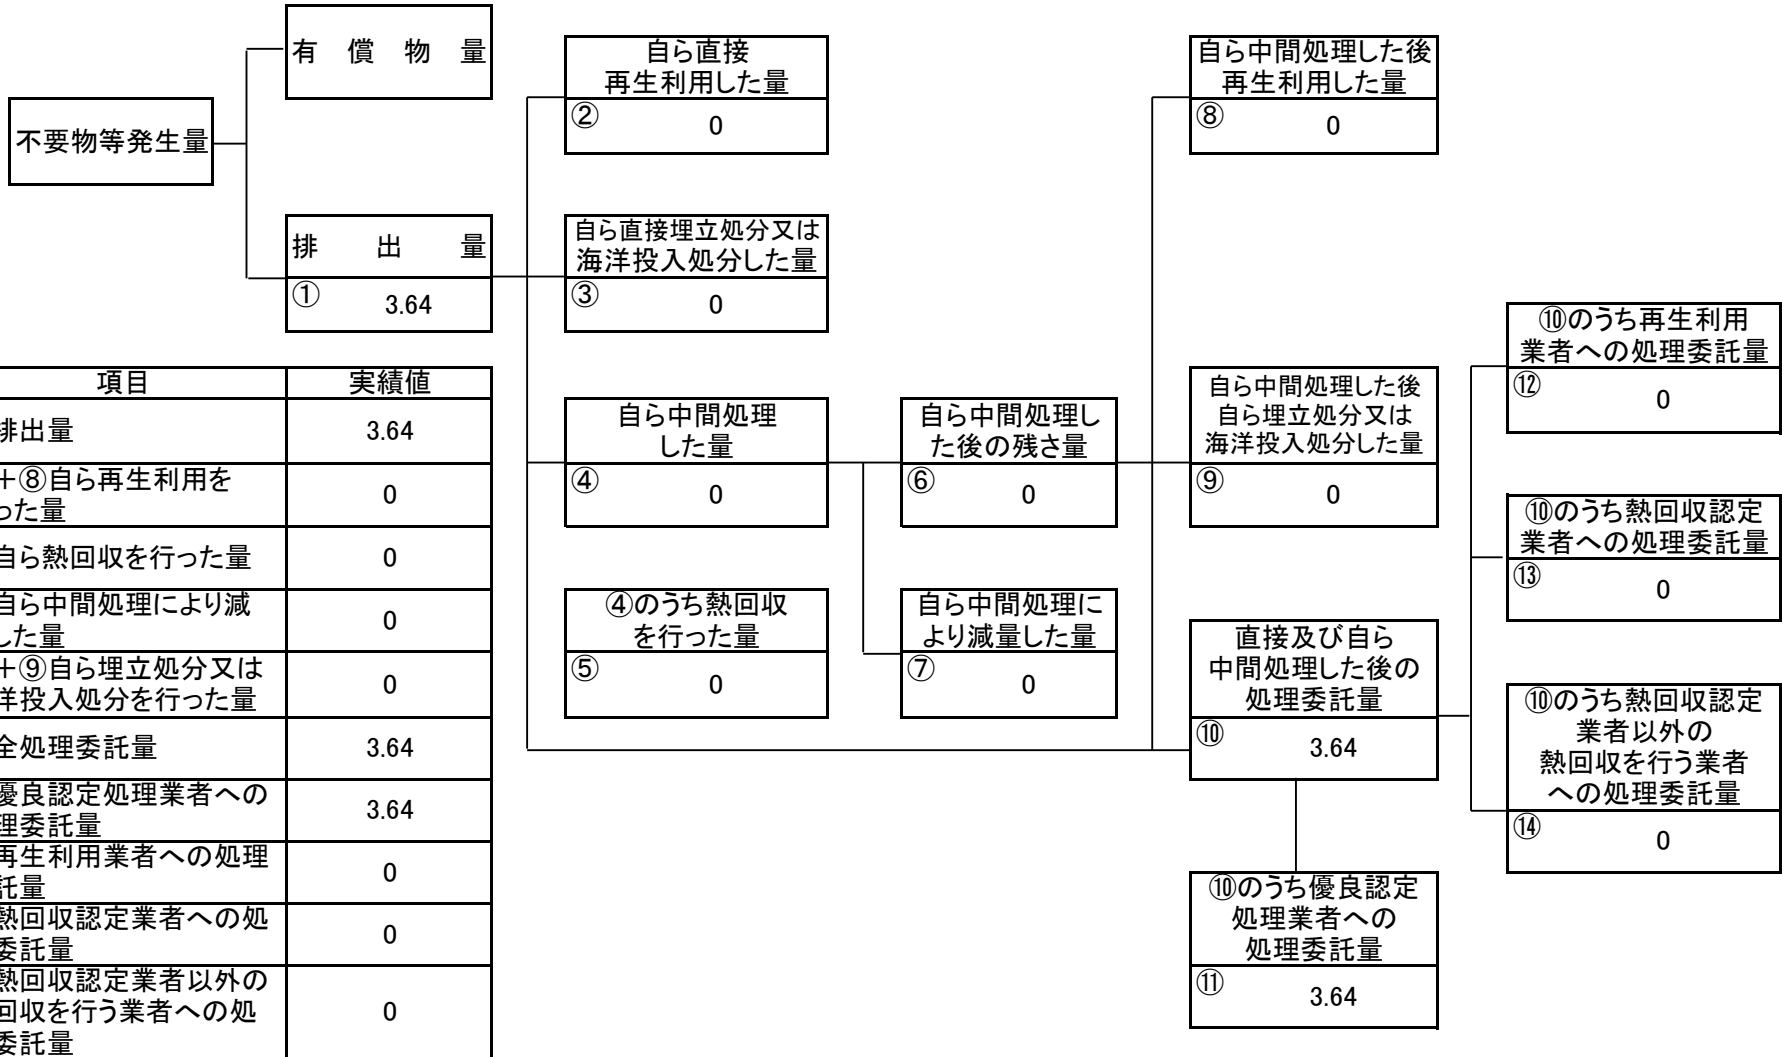 有償物量
不要物等発生量
排出量
① 3.64
自ら直接
再生利用した量
② 0
自ら直接埋立処分又は
海洋投入処分した量
③ 0
自ら中間処理
した量
④ 0
④のうち熱回収
を行った量
⑤ 0
自ら中間処理し
た後の残さ量
⑥ 0
自ら中間処理に
より減量した量
⑦ 0
自ら中間処理した後
再生利用した量
⑧ 0
自ら中間処理した後
自ら埋立処分又は
海洋投入処分した量
⑨ 0
直接及び自ら
中間処理した後の
処理委託量
⑩ 3.64
⑩のうち優良認定
処理業者への
処理委託量
⑪ 3.64
⑩のうち再生利用
業者への処理委託量
⑫ 0
⑩のうち熱回収認定
業者への処理委託量
⑬ 0
⑩のうち熱回収認定
業者以外の
熱回収を行う業者
への処理委託量
⑭ 0
項目 実績値
排出量 3.64
+⑧自ら再生利用を
った量 0
自ら熱回収を行った量 0
自ら中間処理により減
した量 0
+⑨自ら埋立処分又は
洋投入処分を行った量 0
全処理委託量 3.64
優良認定処理業者への
理委託量 3.64
再生利用業者への処理
託量 0
熱回収認定業者への処
委託量 0
熱回収認定業者以外の
回収を行う業者への処
委託量 0